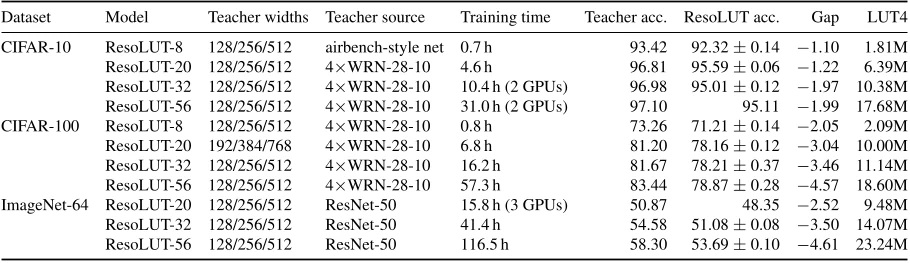 Dataset Model Teacher widths Teacher source Training time Teacher acc. ResoLUT acc. Gap LUT4
CIFAR-10 ResoLUT-8 128/256/512 airbench-style net 0.7 h 93.42 92.32 ± 0.14 −1.10 1.81M
ResoLUT-20 128/256/512 4×WRN-28-10 4.6 h 96.81 95.59 ± 0.06 −1.22 6.39M
ResoLUT-32 128/256/512 4×WRN-28-10 10.4 h (2 GPUs) 96.98 95.01 ± 0.12 −1.97 10.38M
ResoLUT-56 128/256/512 4×WRN-28-10 31.0 h (2 GPUs) 97.10 95.11 −1.99 17.68M
CIFAR-100 ResoLUT-8 128/256/512 4×WRN-28-10 0.8 h 73.26 71.21 ± 0.14 −2.05 2.09M
ResoLUT-20 192/384/768 4×WRN-28-10 6.8 h 81.20 78.16 ± 0.12 −3.04 10.00M
ResoLUT-32 128/256/512 4×WRN-28-10 16.2 h 81.67 78.21 ± 0.37 −3.46 11.14M
ResoLUT-56 128/256/512 4×WRN-28-10 57.3 h 83.44 78.87 ± 0.28 −4.57 18.60M
ImageNet-64 ResoLUT-20 128/256/512 ResNet-50 15.8 h (3 GPUs) 50.87 48.35 −2.52 9.48M
ResoLUT-32 128/256/512 ResNet-50 41.4 h 54.58 51.08 ± 0.08 −3.50 14.07M
ResoLUT-56 128/256/512 ResNet-50 116.5 h 58.30 53.69 ± 0.10 −4.61 23.24M